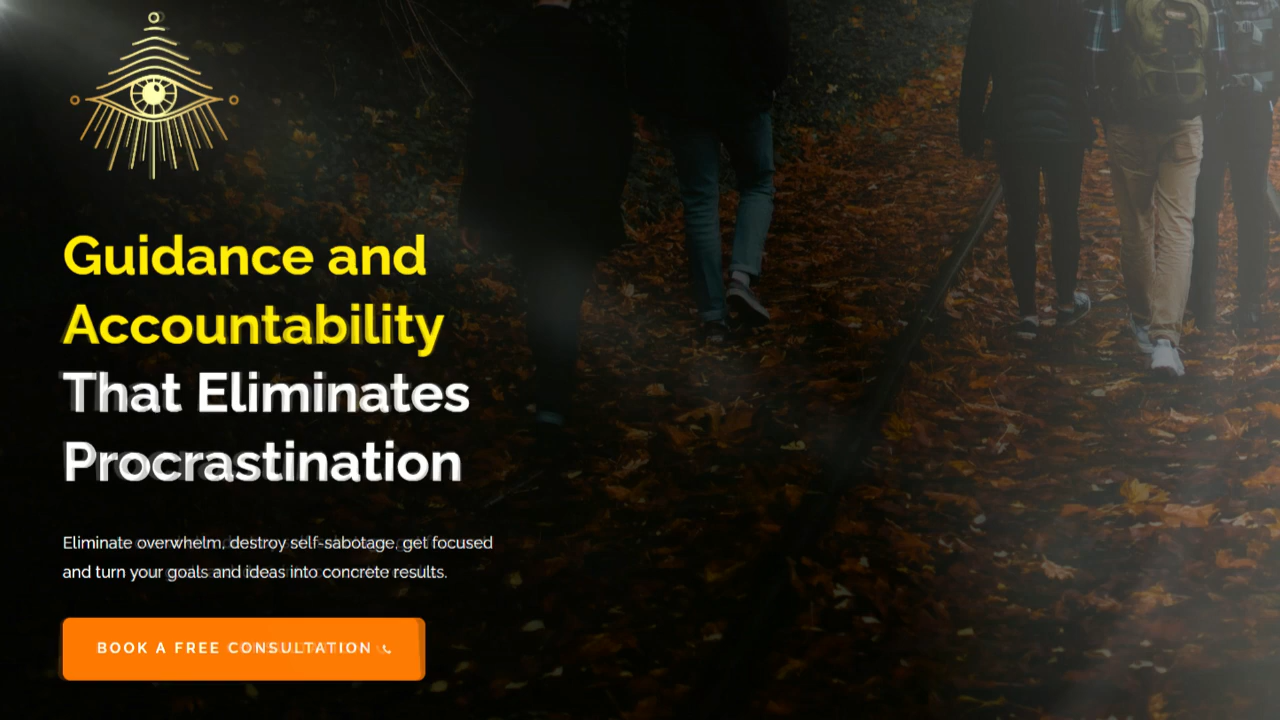 Guidance and
Accountability
That Eliminates
Procrastination
Eliminate overwhelm, destroy self-sabotage, get focused
and turn your goals and ideas into concrete results.
BOOK A FREE CONSULTATION